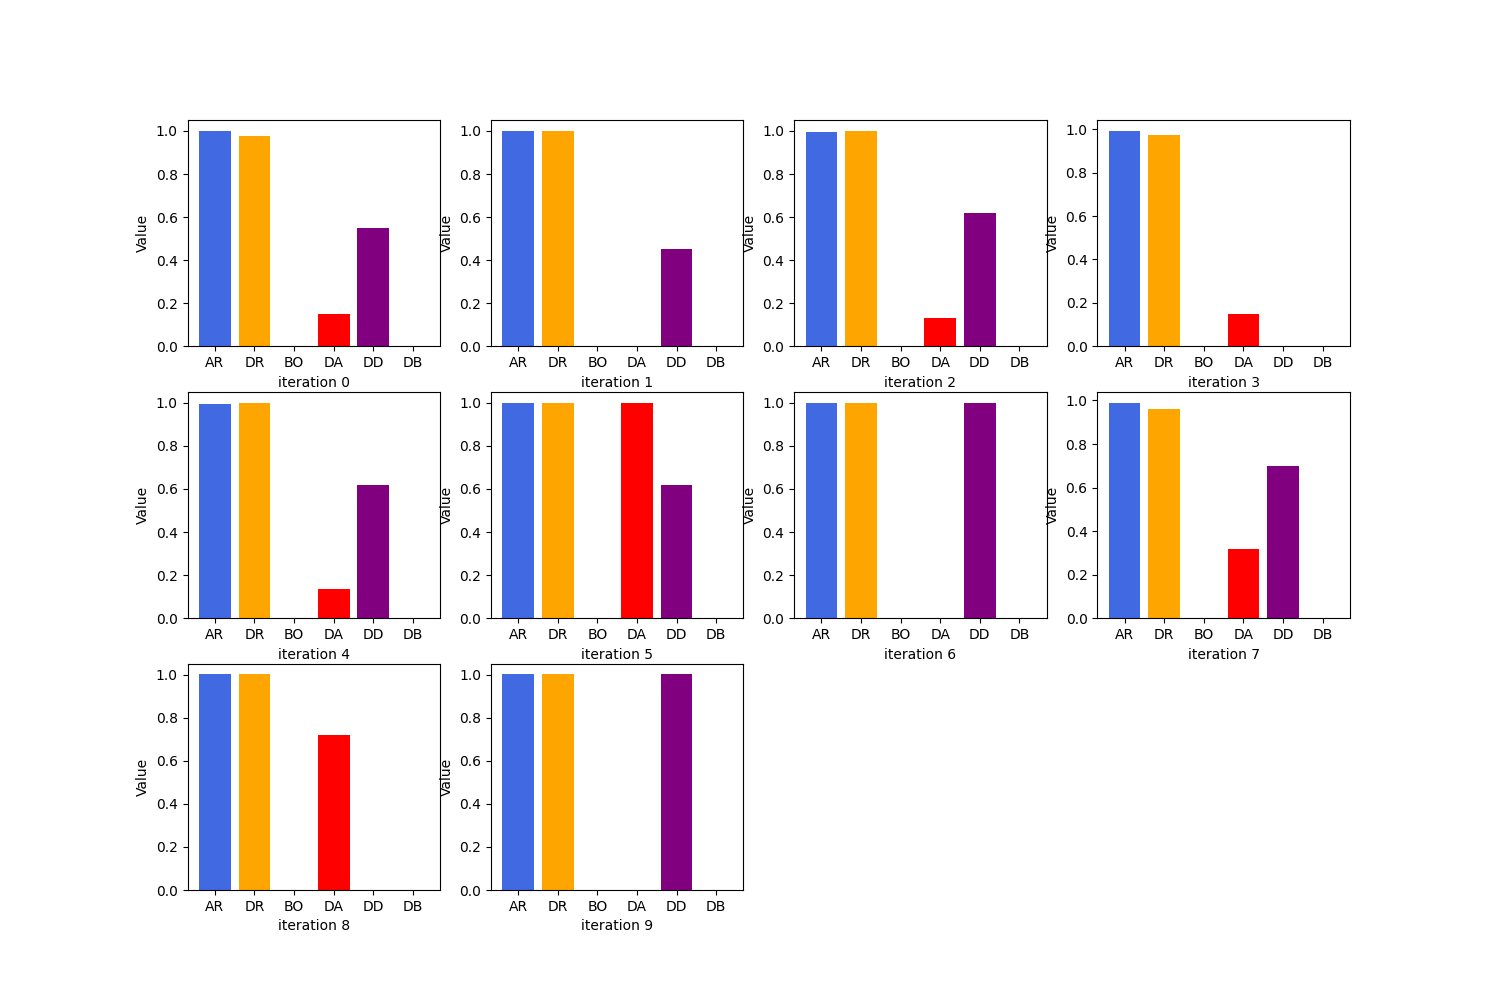 1.0 1.0 1.0 1.0
0.8 0.8 0.8 0.8
0.6 0.6 0.6 0.6
Value Value Value Value
0.4 0.4 0.4 0.4
0.2 0.2 0.2 0.2
0.0 0.0 0.0 0.0
AR DR BO DA DD DB AR DR BO DA DD DB AR DR BO DA DD DB AR DR BO DA DD DB
iteration 0 iteration 1 iteration 2 iteration 3
1.0 1.0 1.0 1.0
0.8 0.8 0.8 0.8
0.6 0.6 0.6 0.6
Value Value Value Value
0.4 0.4 0.4 0.4
0.2 0.2 0.2 0.2
0.0 0.0 0.0 0.0
AR DR BO DA DD DB AR DR BO DA DD DB AR DR BO DA DD DB AR DR BO DA DD DB
iteration 4 iteration 5 iteration 6 iteration 7
1.0 1.0
0.8 0.8
0.6 0.6
Value Value
0.4 0.4
0.2 0.2
0.0 0.0
AR DR BO DA DD DB AR DR BO DA DD DB
iteration 8 iteration 9